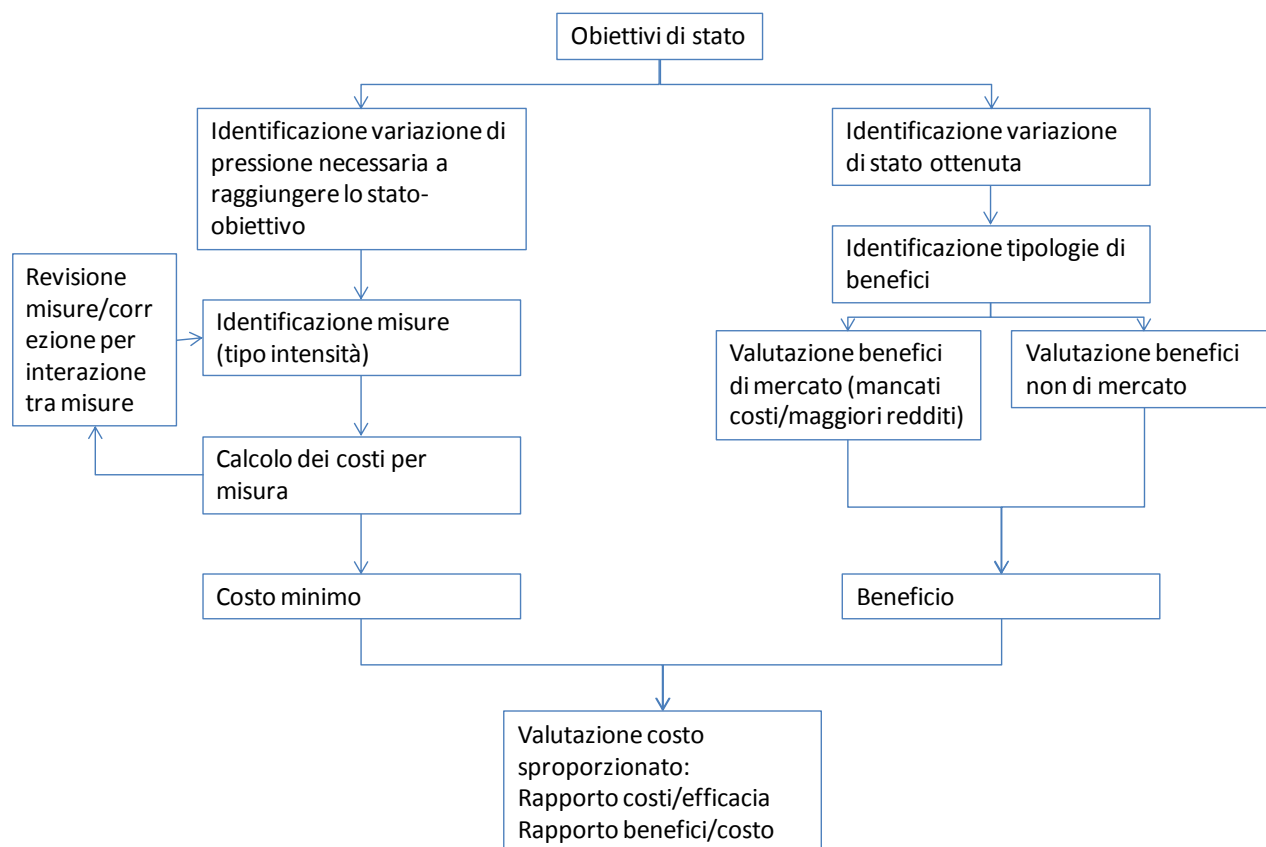 Obiettivi di stato
Identificazione variazione di
pressione necessaria a
raggiungere lo stato-
obiettivo
Identificazione variazione
di stato ottenuta
Identificazione tipologie di
benefici
Revisione
misure/corr
ezione per
interazione
tra misure
Identificazione misure
(tipo intensità)
Valutazione benefici
di mercato (mancati
costi/maggiori redditi)
Valutazione benefici
non di mercato
Calcolo dei costi per
misura
Costo minimo
Beneficio
Valutazione costo
sproporzionato:
Rapporto costi/efficacia
Rapporto benefici/costo